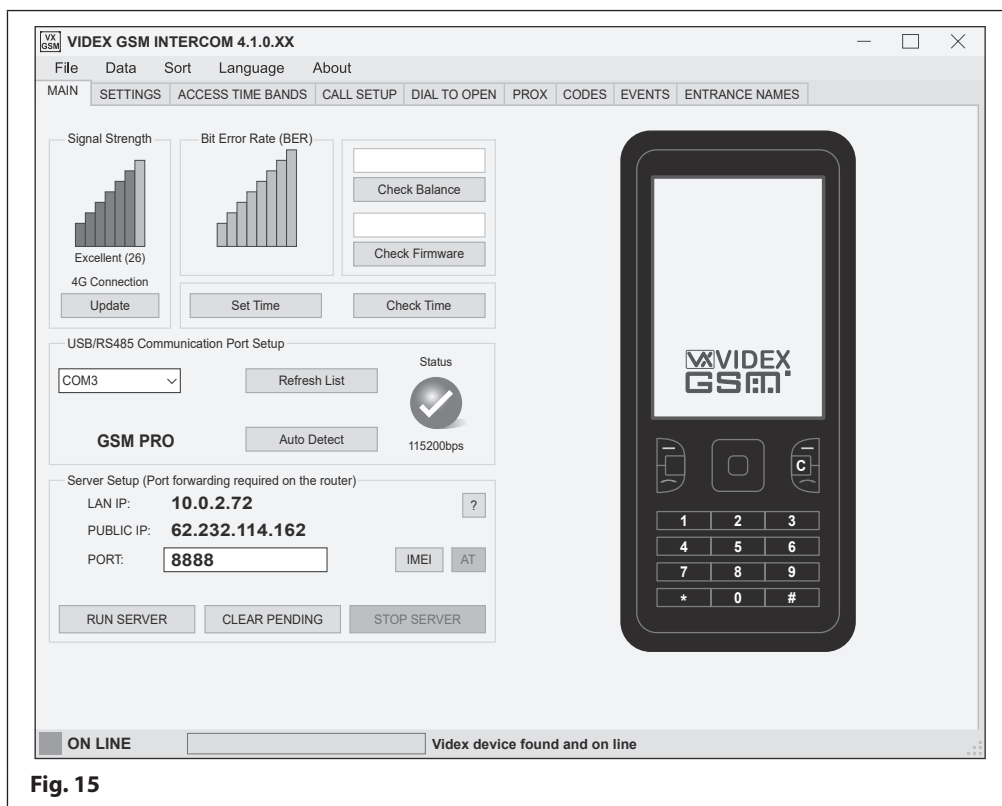 VX GSM VIDEX GSM INTERCOM 4.1.0.XX
File Data Sort Language About
MAIN SETTINGS ACCESS TIME BANDS CALL SETUP DIAL TO OPEN PROX CODES EVENTS ENTRANCE NAMES
Signal Strength
Excellent (26)
4G Connection
Update
Bit Error Rate (BER)
Check Balance
Check Firmware
Set Time Check Time
USB/RS485 Communication Port Setup
COM3 Refresh List
GSM PRO Auto Detect
Status
115200bps
Server Setup (Port forwarding required on the router)
LAN IP: 10.0.2.72 ?
PUBLIC IP: 62.232.114.162
PORT: 8888 IMEI AT
RUN SERVER CLEAR PENDING STOP SERVER
VIDEX
GSM
C
1 2 3
4 5 6
7 8 9
* 0 #
ON LINE Videx device found and on line
Fig. 15